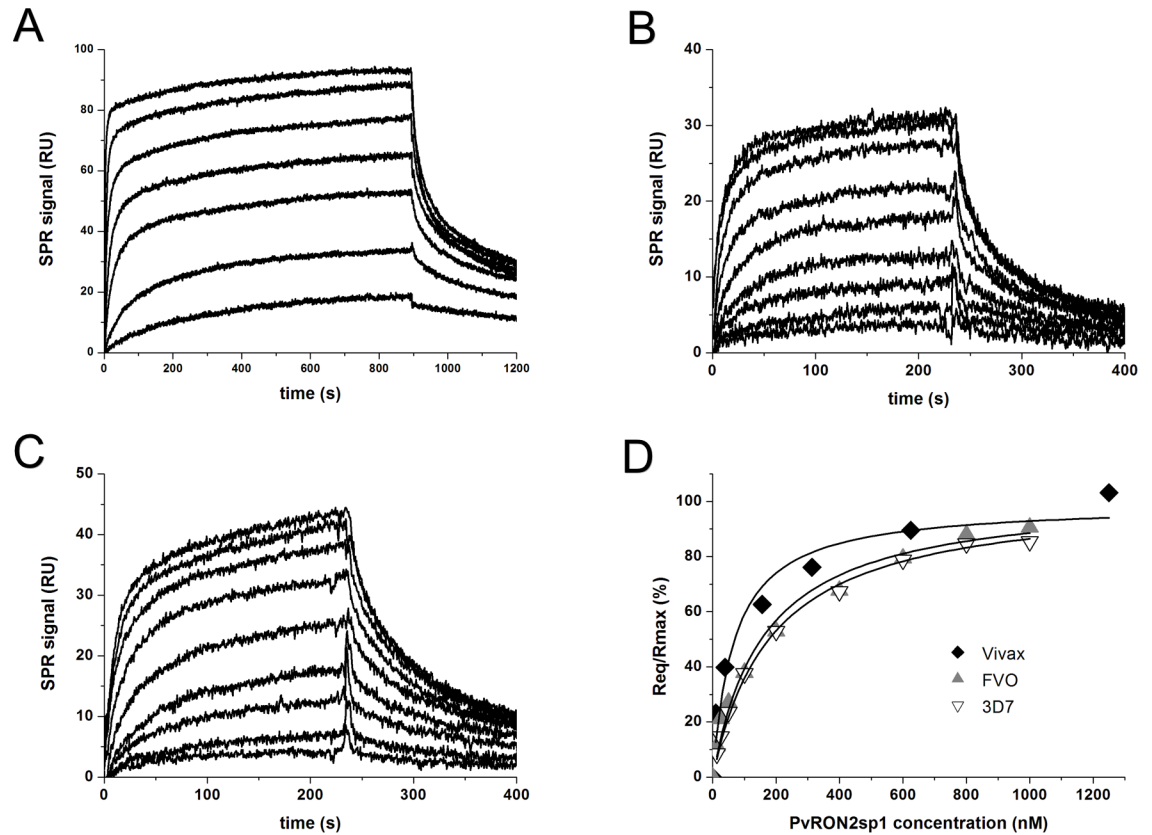 A
SPR signal (RU)
100
80
60
40
20
0
0 200 400 600 800 1000 1200
time (s)
B
SPR signal (RU)
40
30
20
10
0
0 100 200 300 400
time (s)
C
SPR signal (RU)
50
40
30
20
10
0
0 100 200 300 400
time (s)
D
Req/Rmax (%)
100
80
60
40
20
0
Vivax
FVO
3D7
0 200 400 600 800 1000 1200
PvRON2sp1 concentration (nM)